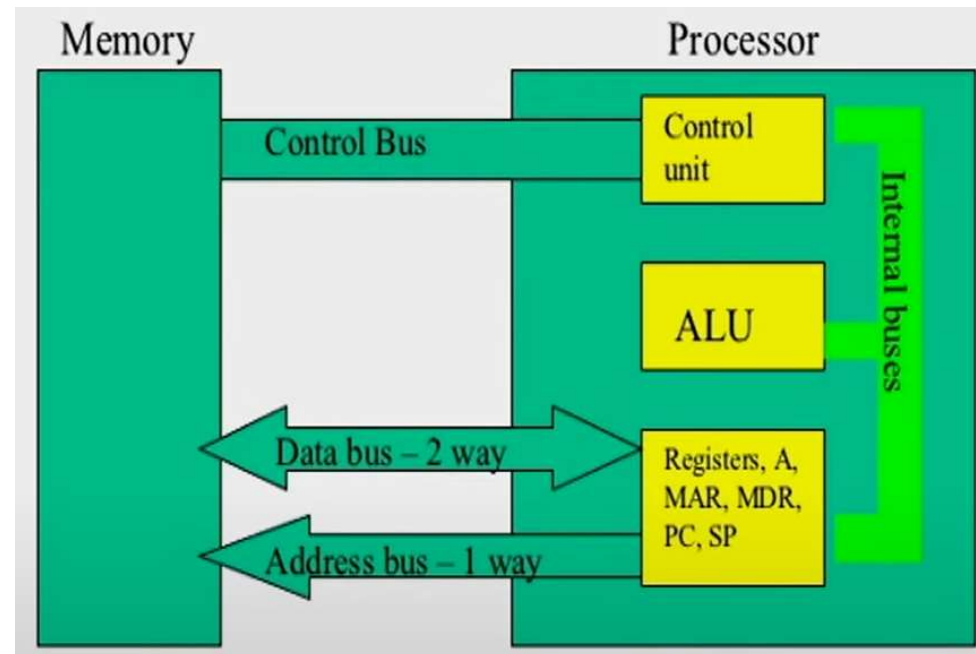 Memory
Processor
Control Bus
Control
unit
Internal buses
ALU
Data bus – 2 way
Registers, A,
MAR, MDR,
PC, SP
Address bus – 1 way